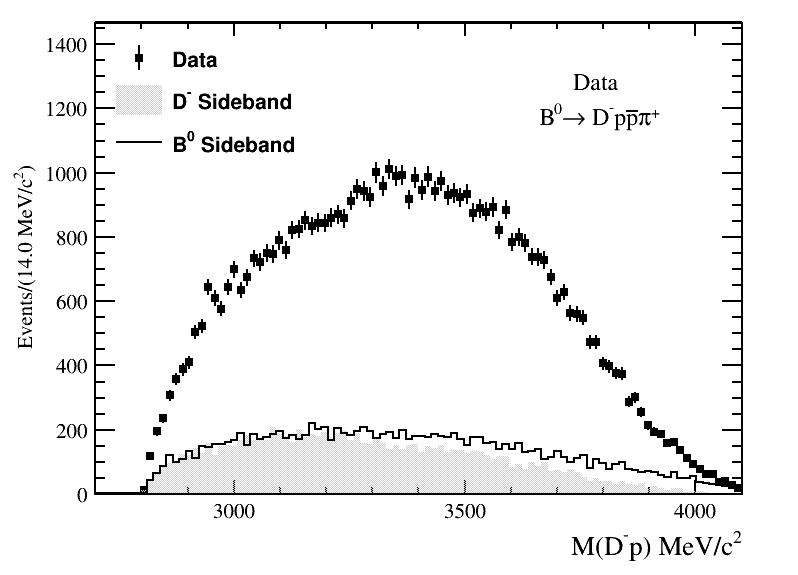 1400
1200
1000
800
600
400
200
0
Events/(14.0 MeV/c²)
Data
D⁻ Sideband
B⁰ Sideband
Data
B⁰→ D⁻pp̅π⁺
3000
3500
4000
M(D⁻p) MeV/c²